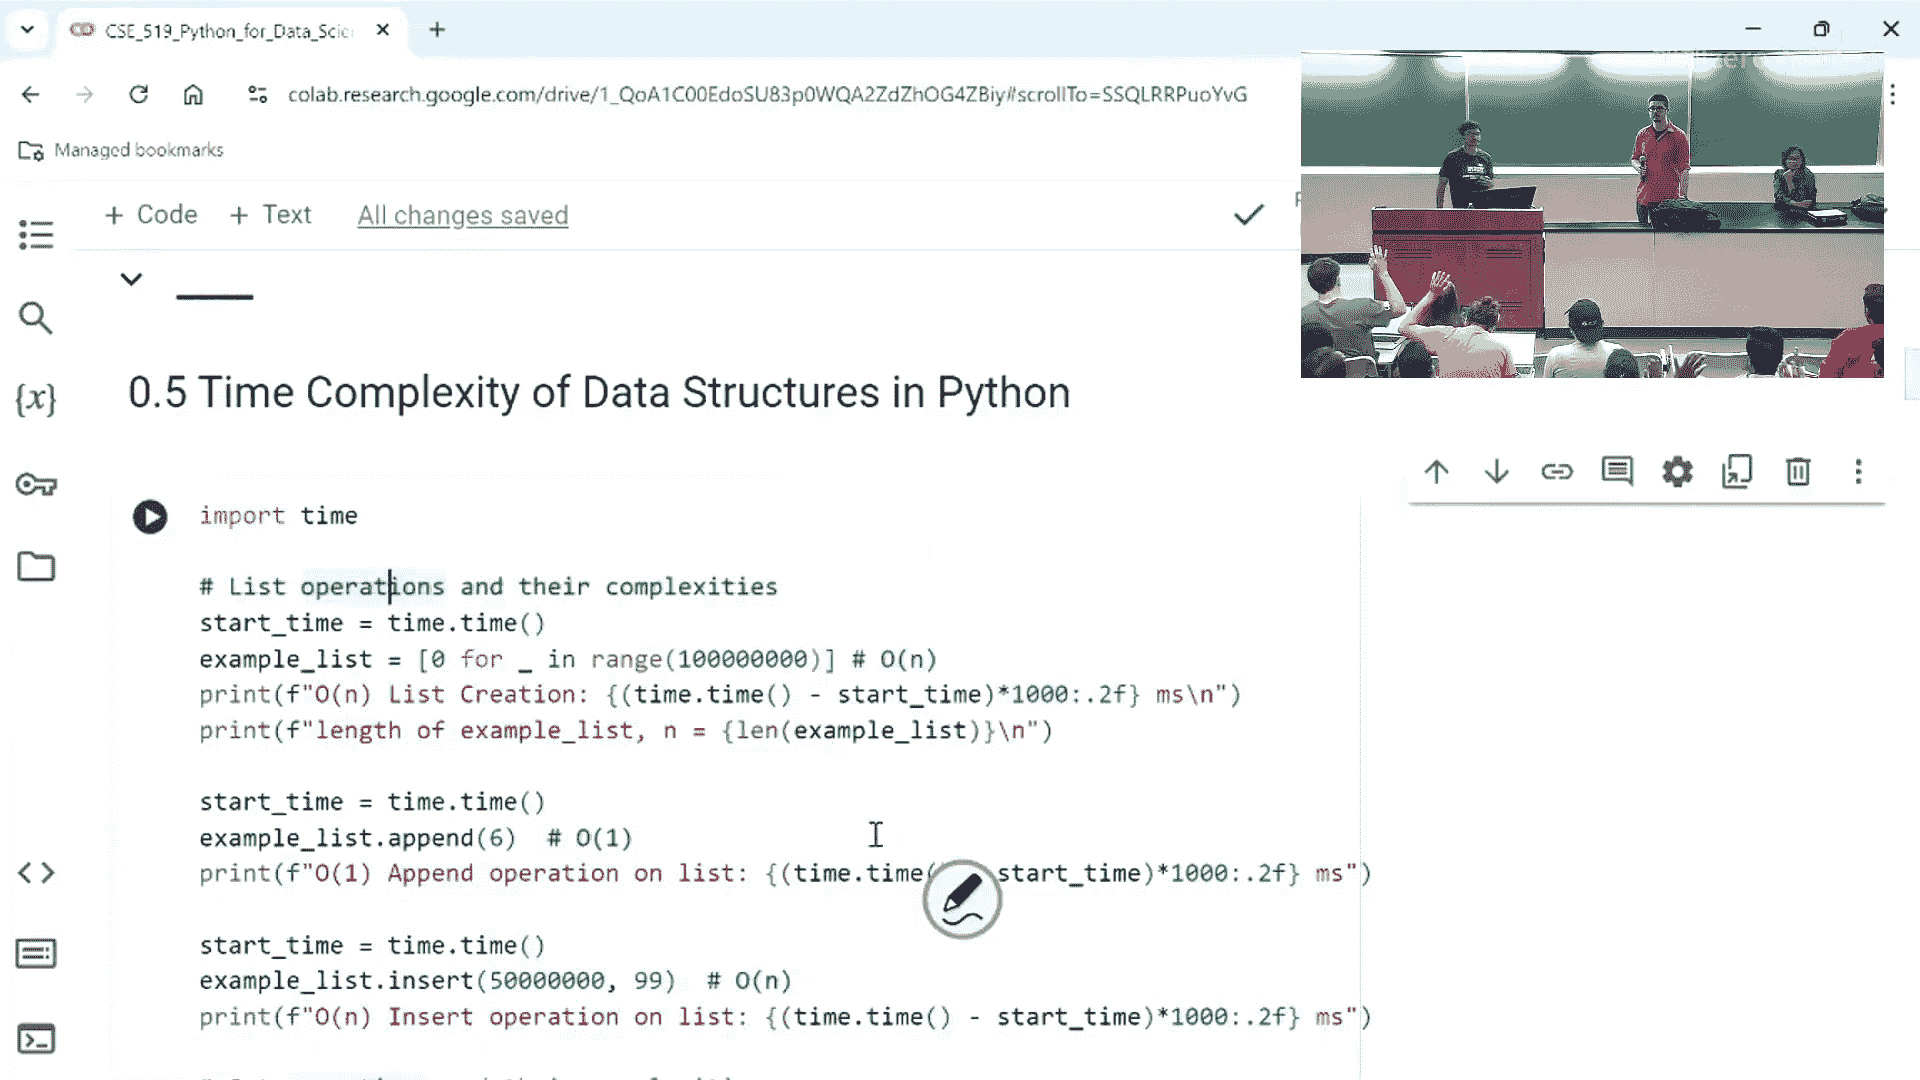 CSE_519_Python_for_Data_Scie
colab.research.google.com/drive/1_QoA1C00EdoSU83p0WQA2ZdZhOG4ZBiy#scrollTo=SSQLRRPuoYvG
Managed bookmarks
+ Code + Text All changes saved
0.5 Time Complexity of Data Structures in Python
import time
# List operations and their complexities
start_time = time.time()
example_list = [0 for _ in range(100000000)] # O(n)
print(f"O(n) List Creation: {(time.time() - start_time)*1000:.2f} ms\n")
print(f"length of example_list, n = {len(example_list)}\n")
start_time = time.time()
example_list.append(6) # O(1)
print(f"O(1) Append operation on list: {(time.time( start_time)*1000:.2f} ms")
start_time = time.time()
example_list.insert(50000000, 99) # O(n)
print(f"O(n) Insert operation on list: {(time.time() - start_time)*1000:.2f} ms")